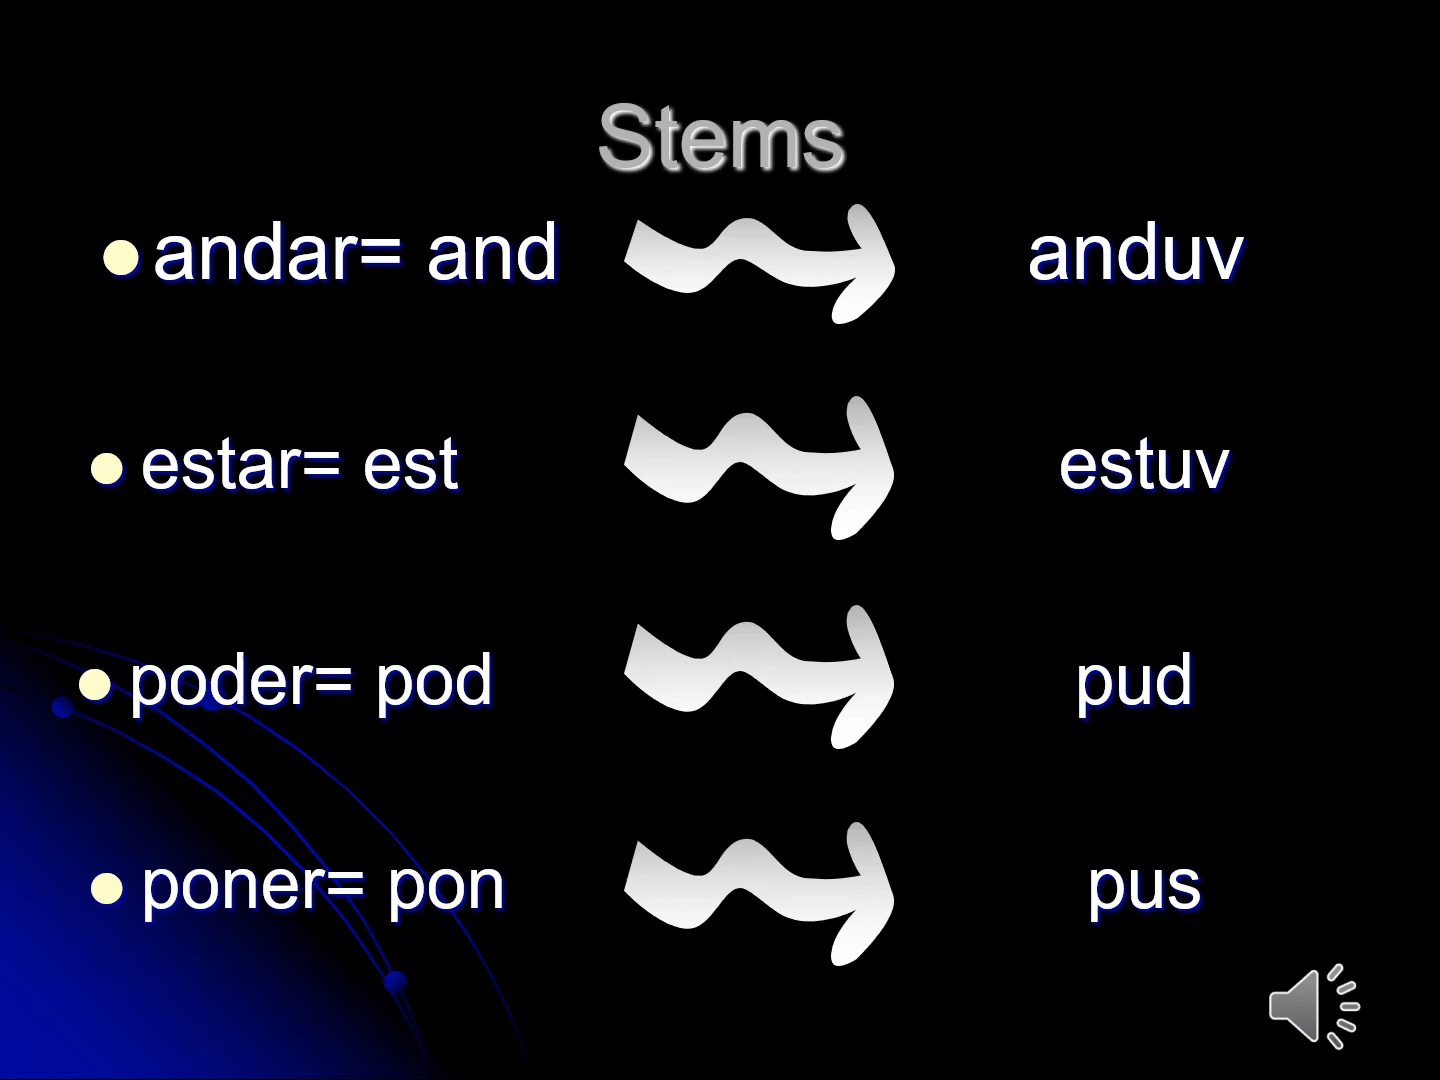 Stems
andar= and anduv
estar= est estuv
poder= pod pud
poner= pon pus